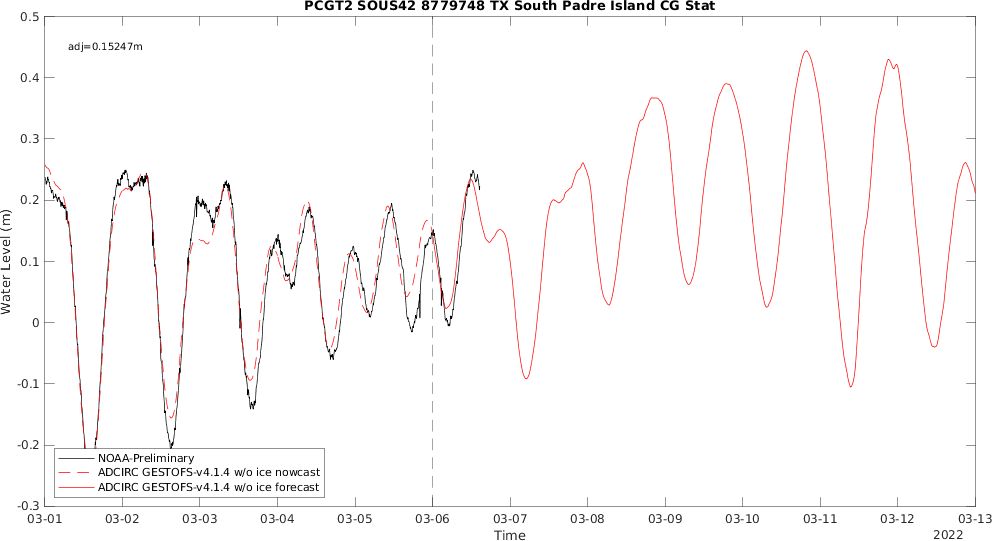 PCGT2 SOUS42 8779748 TX South Padre Island CG Stat
adj=0.15247m
Water Level (m)
0.5
0.4
0.3
0.2
0.1
0
-0.1
-0.2
-0.3
NOAA-Preliminary
ADCIRC GESTOFS-v4.1.4 w/o ice nowcast
ADCIRC GESTOFS-v4.1.4 w/o ice forecast
03-01 03-02 03-03 03-04 03-05 03-06 03-07 03-08 03-09 03-10 03-11 03-12 03-13
Time
2022